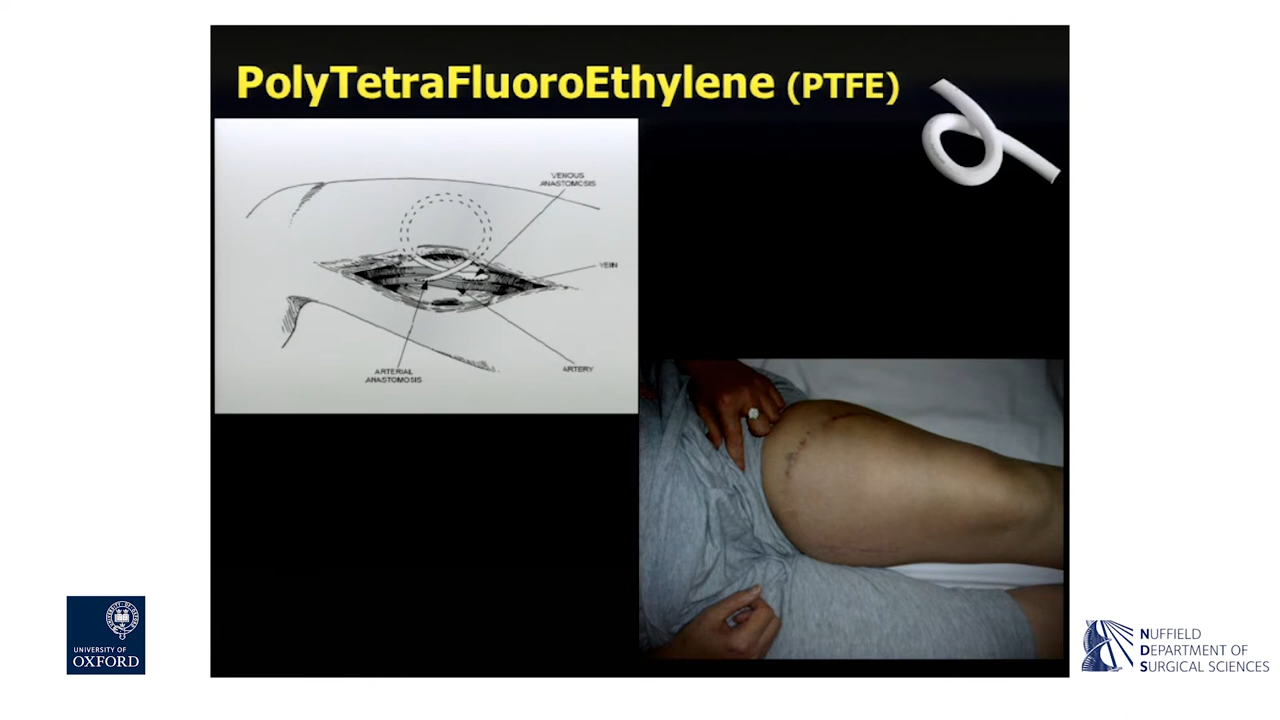 PolyTetraFluoroEthylene (PTFE)
VENOUS
ANASTOMOSIS
VEIN
ARTERIAL
ANASTOMOSIS
ARTERY
UNIVERSITY OF
OXFORD
NUFFIELD
DEPARTMENT OF
SURGICAL SCIENCES